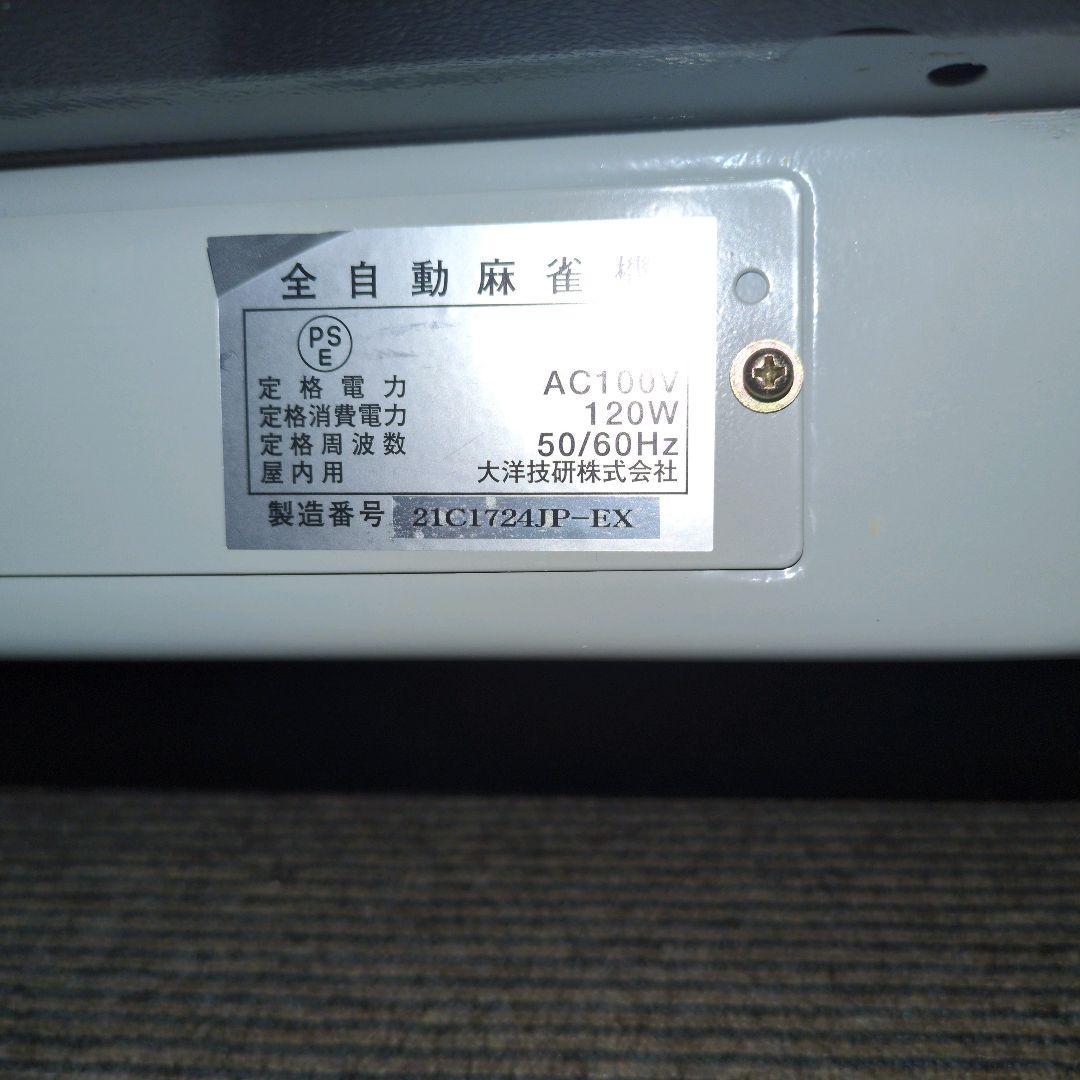 全自動麻雀機
PSE
定格電力 AC100V
定格消費電力 120W
定格周波数 50/60Hz
屋内用 大洋技研株式会社
製造番号 21C1724JP-EX